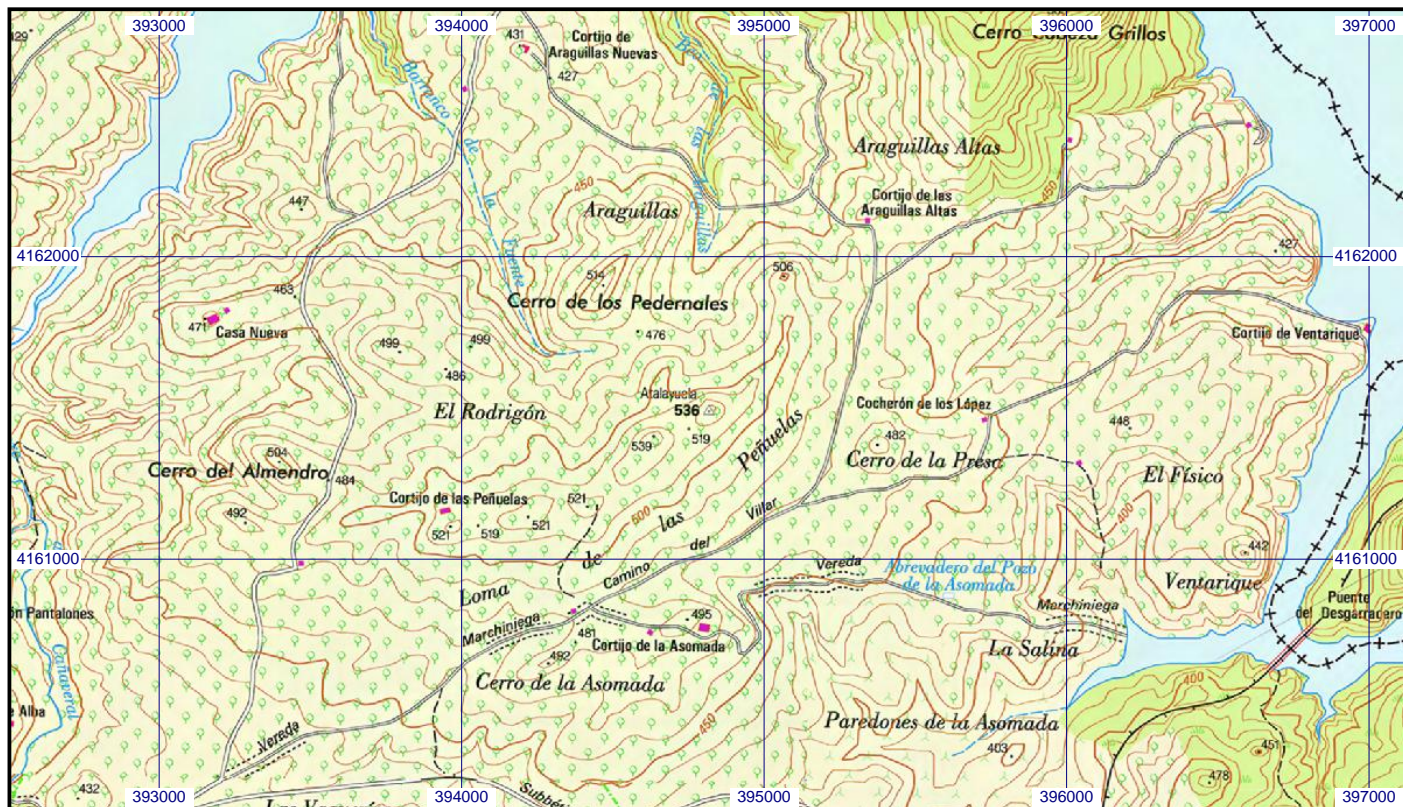 393000
394000
395000
396000
397000
429
431
Cortijo de
Araguillas Nuevas
427
Cerro Cabeza Grillos
Barranco
de
la
Fuente
de
las
Araguillas
Araguillas Altas
450
450
Cortijo de las
Araguillas Altas
447
Araguillas
427
4162000
4162000
506
514
463
Cerro de los Pedernales
471
Casa Nueva
476
499
499
486
Cortijo de Ventarique
Atalayuela
536
El Rodrigón
Cocherón de los López
448
539
519
Peñuelas
482
Cerro de la Presa
504
Cerro del Almendro
484
El Físico
Cortijo de las Peñuelas
492
521
519
521
521
500
las
de
Loma
Villar
del
Camino
400
442
4161000
4161000
Vereda
Abrevadero del Pozo
de la Asomada
Ventarique
Puente
del Desgarradero
Pantalones
Marchiniega
Marchiniega
495
481
492
Cortijo de la Asomada
La Salina
Cañaveral
Cerro de la Asomada
400
Alba
Vereda
450
Paredones de la Asomada
403
451
478
432
393000
394000
395000
396000
397000